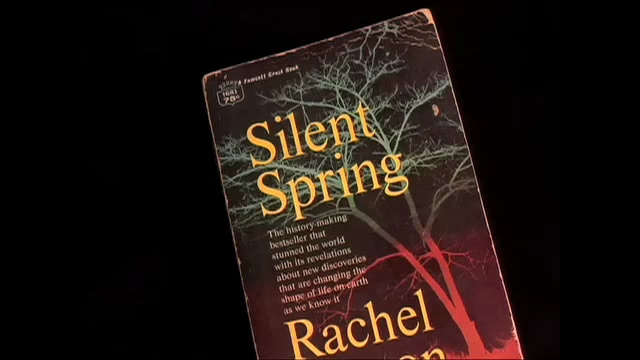 A Fawcett Crest Book
75¢
Silent
Spring
The history-making
bestseller that
stunned the world
with its revelations
about new discoveries
that are changing the
shape of life on earth
as we know it
Rachel